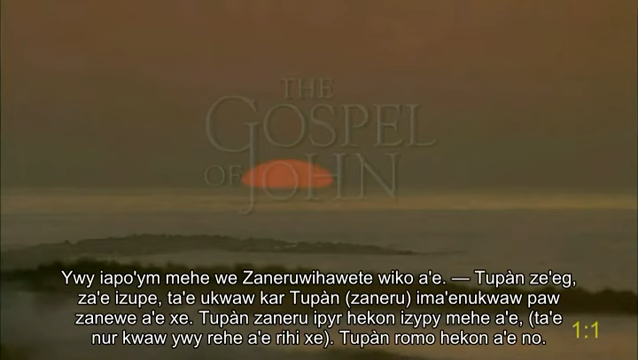 THE
GOSPEL
OF JOHN
Ywy iapo'ym mehe we Zaneruwihawete wiko a'e. — Tupàn ze'eg,
za'e izupe, ta'e ukwaw kar Tupàn (zaneru) ima'enukwaw paw
zanewe a'e xe. Tupàn zaneru ipyr hekon izypy mehe a'e, (ta'e
nur kwaw ywy rehe a'e rihi xe). Tupàn romo hekon a'e no.
1:1